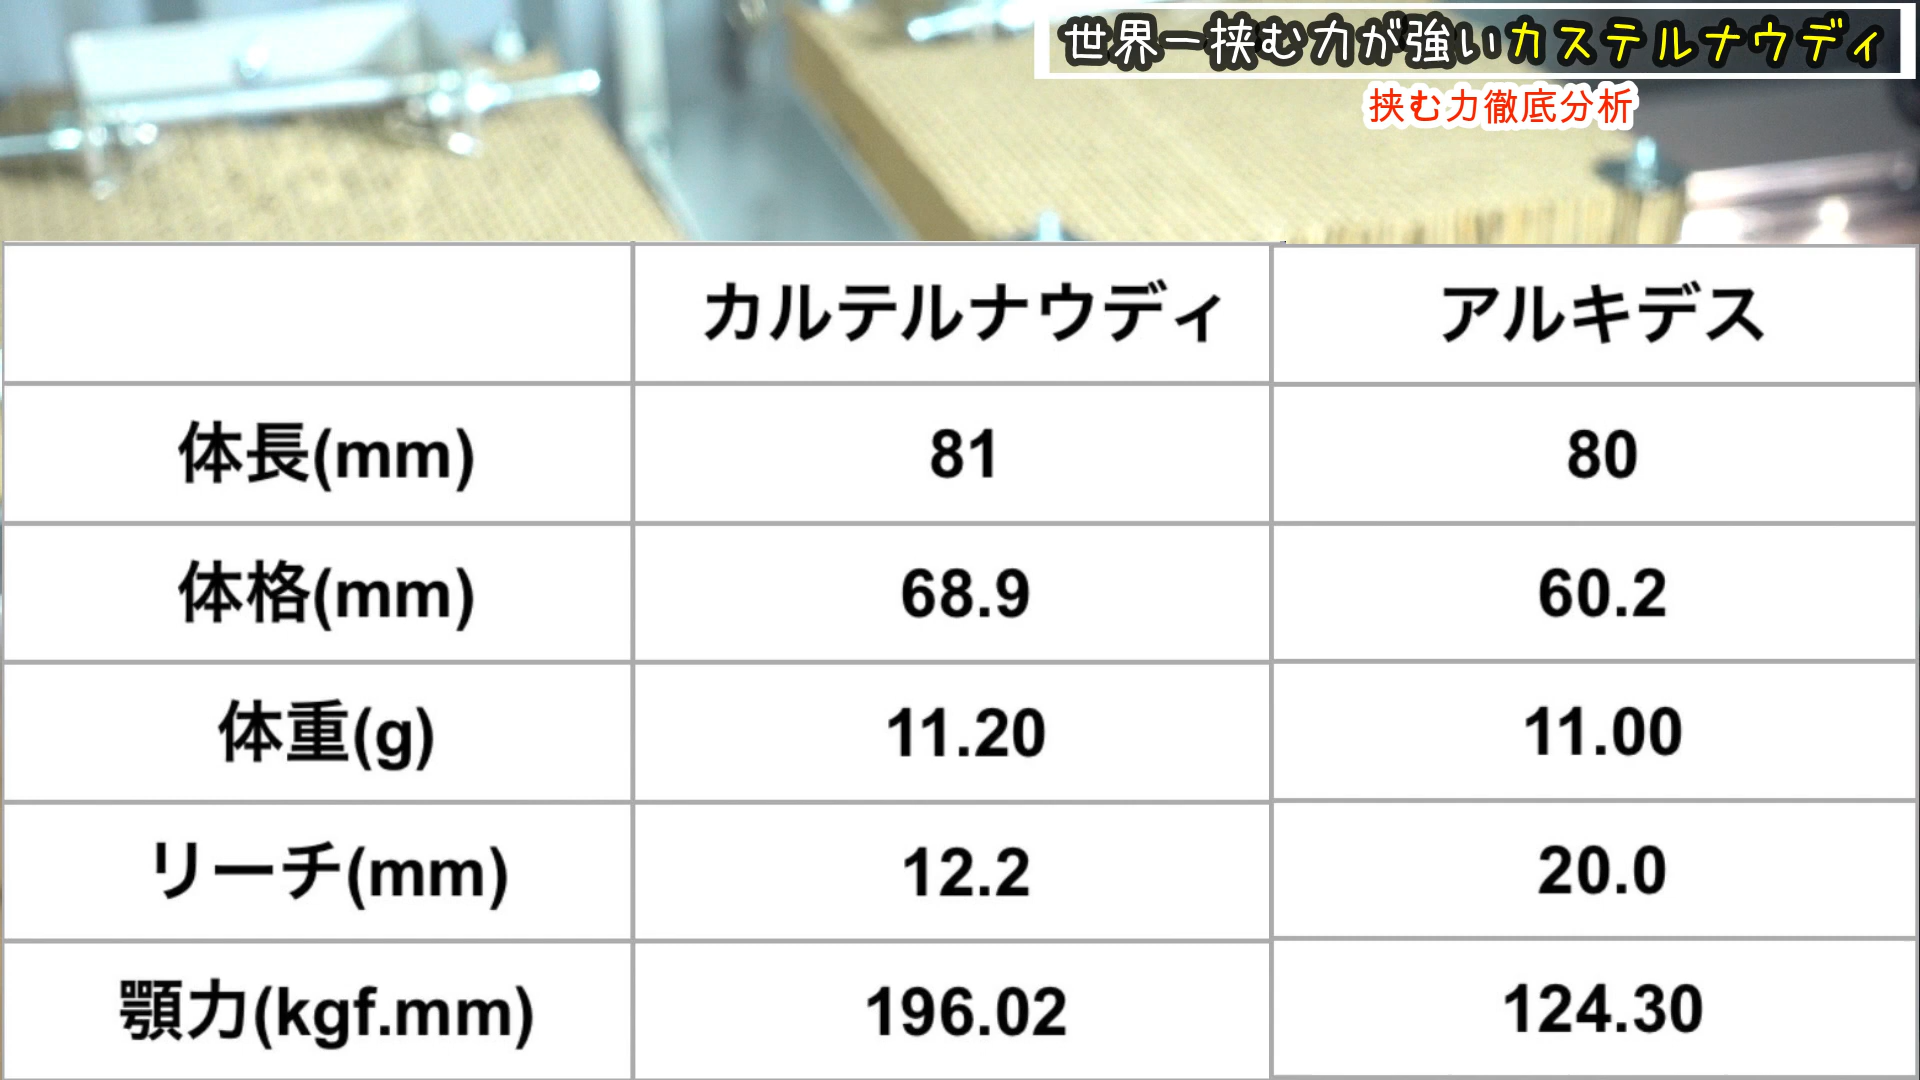 世界一挟む力が強いカステルナウディ
挟む力徹底分析
カルテルナウディ アルキデス
体長(mm) 81 80
体格(mm) 68.9 60.2
体重(g) 11.20 11.00
リーチ(mm) 12.2 20.0
顎力(kgf.mm) 196.02 124.30